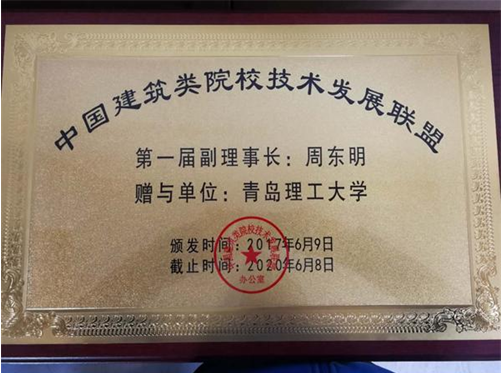 中国建筑类院校技术发展联盟
第一届副理事长：周东明
赠与单位：青岛理工大学
颁发时间：2017年6月9日
截止时间：2020年6月8日
办公室